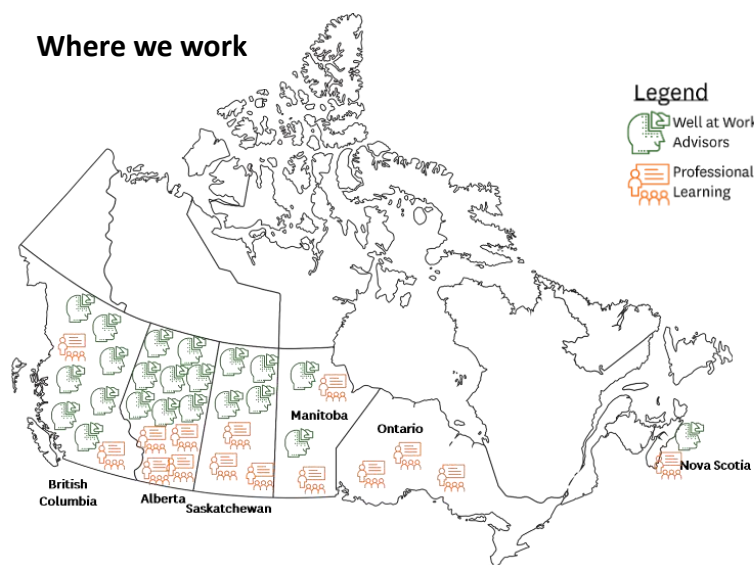 Where we work
Legend
Well at Work
Advisors
Professional
Learning
Manitoba
Ontario
Nova Scotia
British
Columbia
Alberta
Saskatchewan